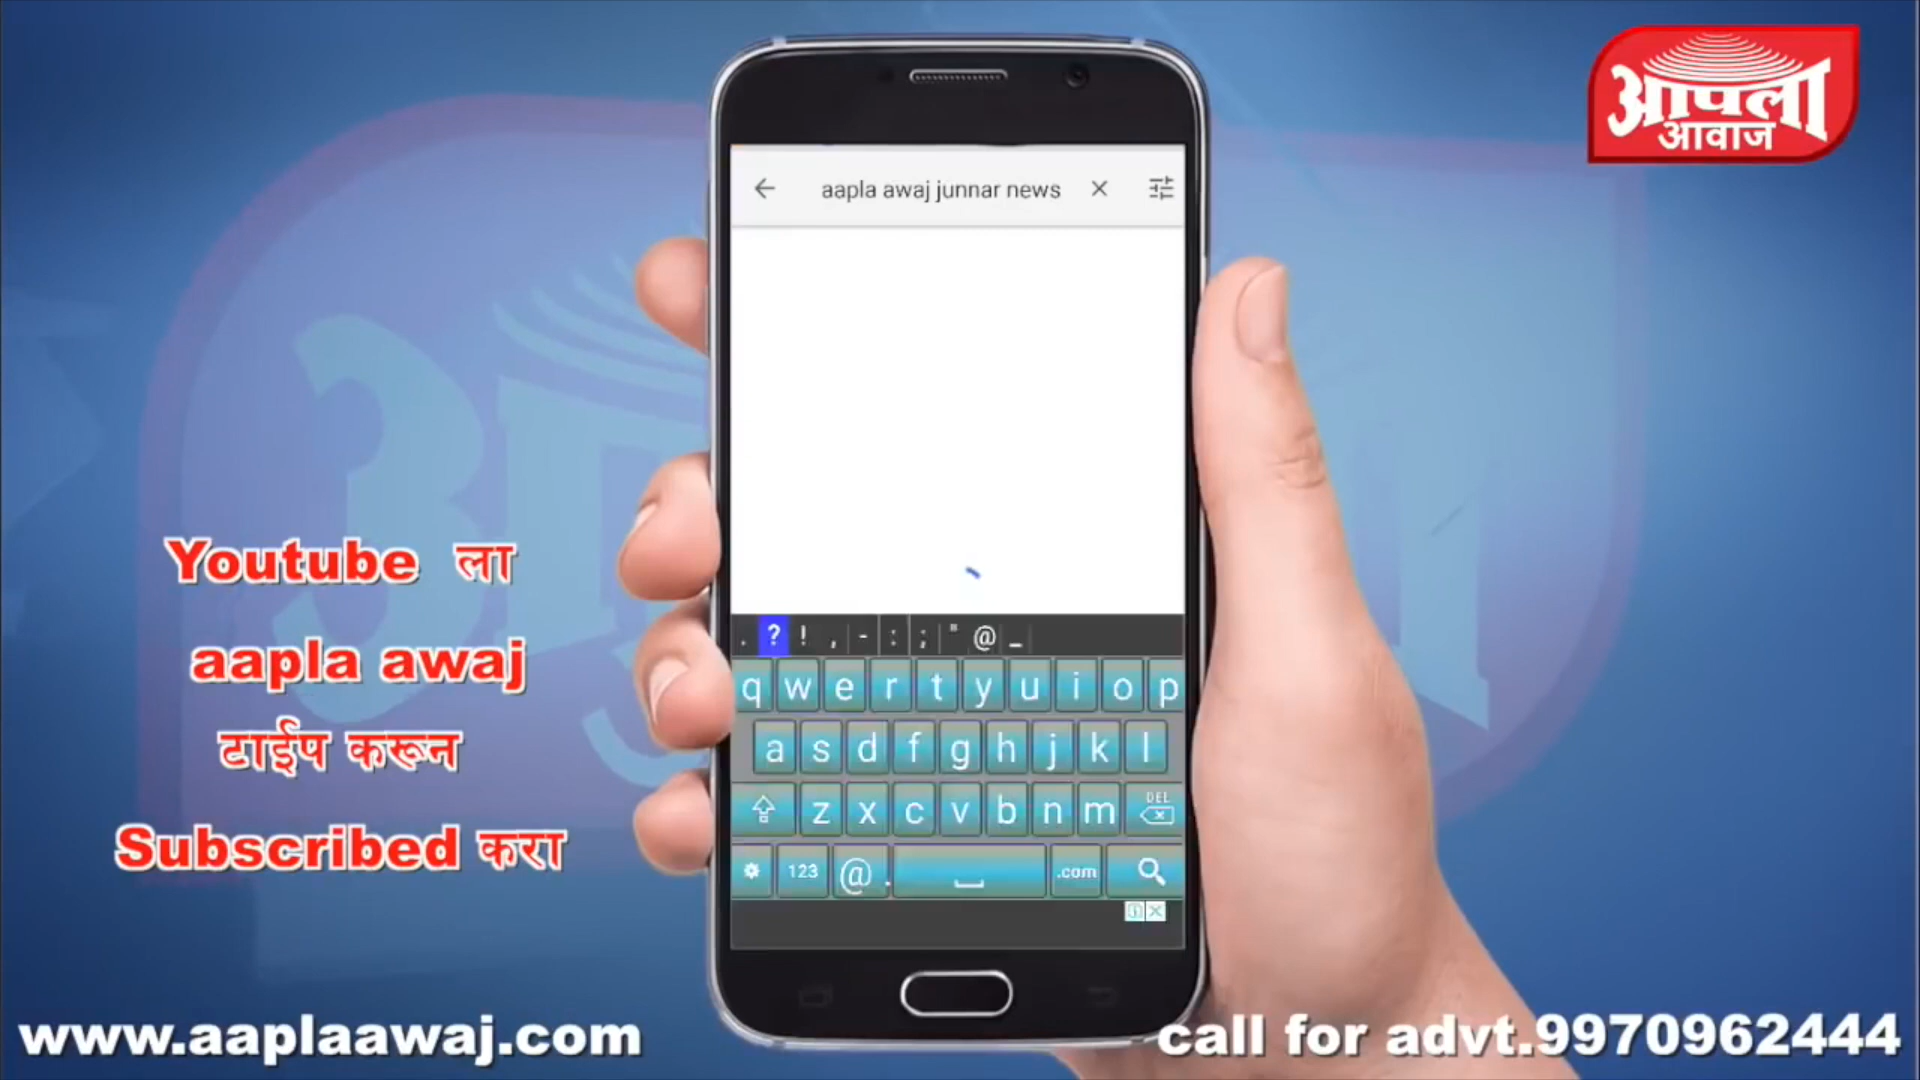 आपला
आवाज
aapla awaj junnar news
Youtube ला
aapla awaj
टाईप करून
Subscribed करा
. ? ! , - : ; " @ _
q w e r t y u i o p
a s d f g h j k l
z x c v b n m DEL
123 @ . .com
www.aaplaawaj.com
call for advt.9970962444